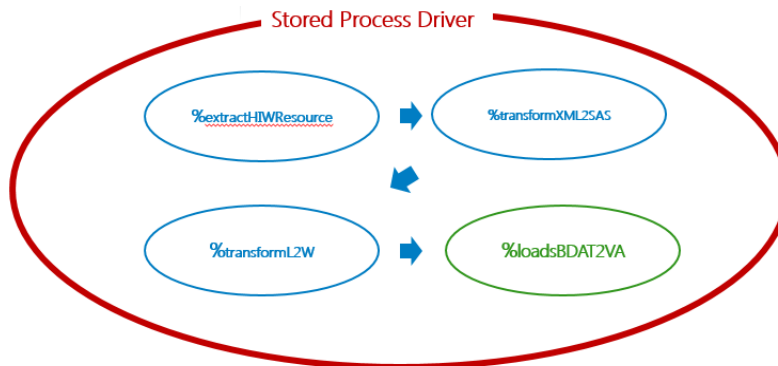 Stored Process Driver
%extractHIWResource
%transformXML2SAS
%transformL2W
%loadsBDAT2VA